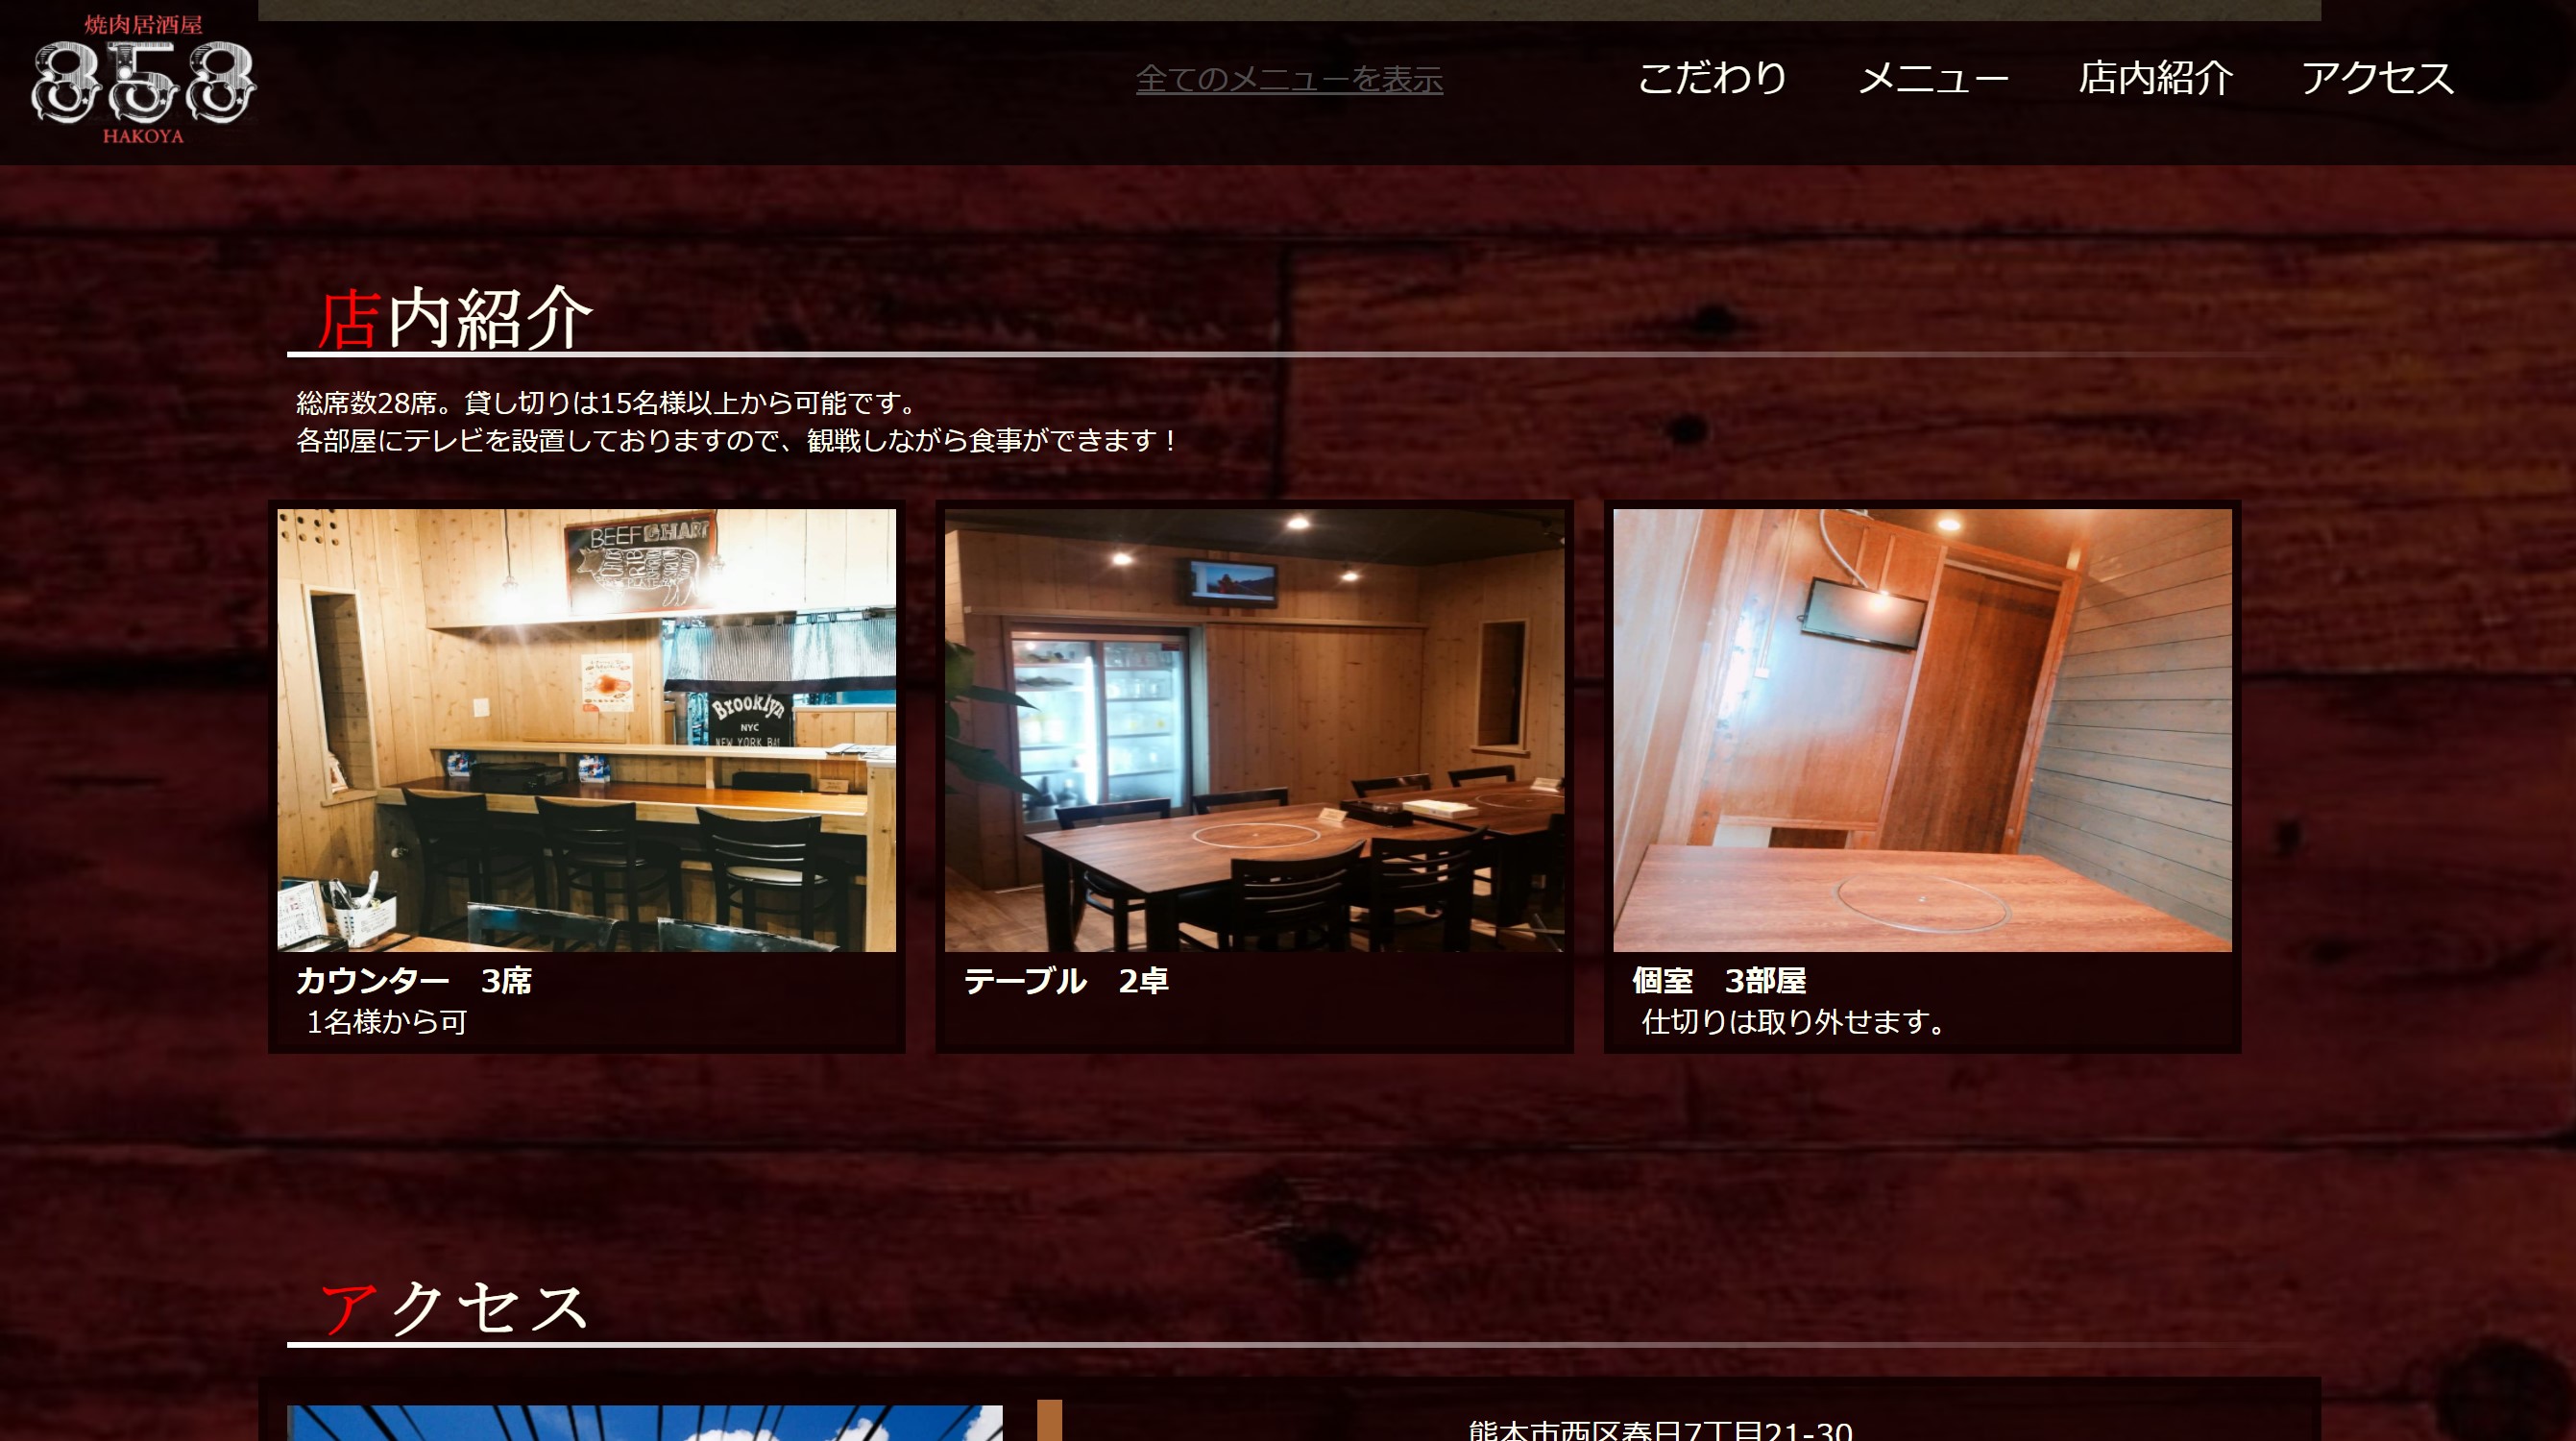 焼肉居酒屋
858
HAKOYA
全てのメニューを表示
こだわり
メニュー
店内紹介
アクセス
店内紹介
総席数28席。貸し切りは15名様以上から可能です。
各部屋にテレビを設置しておりますので、観戦しながら食事ができます！
BEEF CHART
RIB
PLATE
Brooklyn
NYC
NEW YORK
カウンター　3席
1名様から可
テーブル　2卓
個室　3部屋
仕切りは取り外せます。
アクセス
熊本市西区春日7丁目21-30